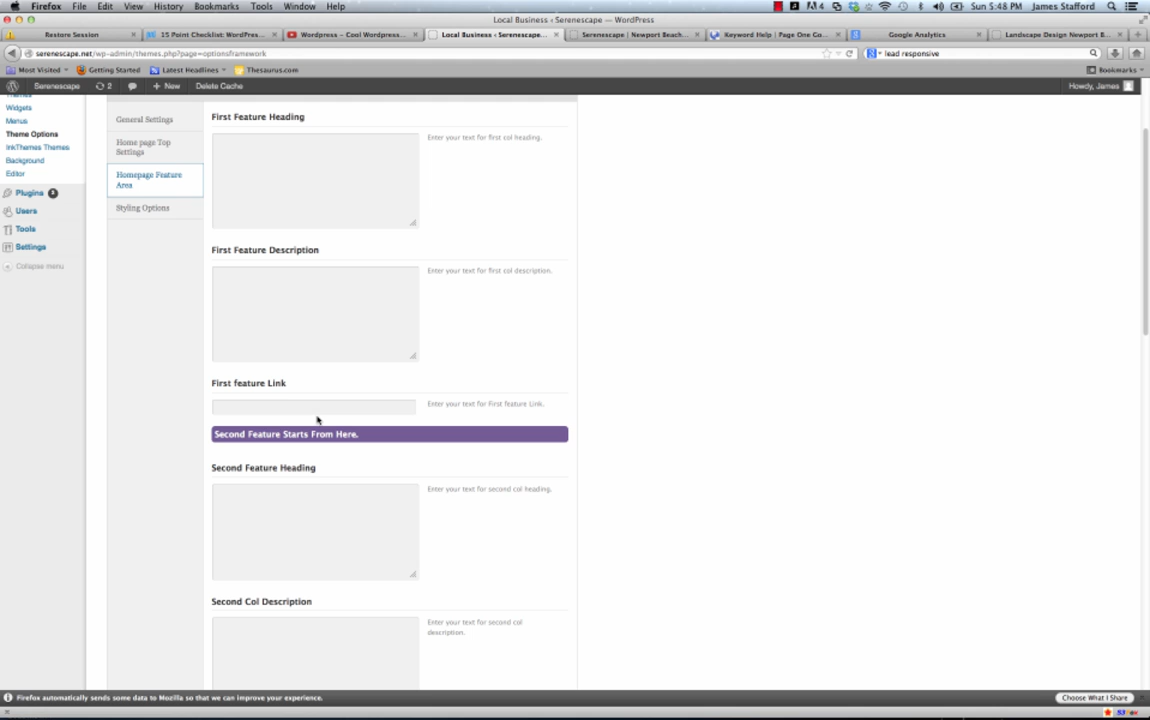 Firefox File Edit View History Bookmarks Tools Window Help 4 Sun 5:48 PM James Stafford
Local Business ‹ Serenescape — WordPress
Restore Session 15 Point Checklist: WordPres... Wordpress – Cool Wordpress... Local Business ‹ Serenescape... Serenescape | Newport Beach... Keyword Help | Page One Go... Google Analytics Landscape Design Newport B...
serenescape.net/wp-admin/themes.php?page=optionsframework lead responsive
Most Visited Getting Started Latest Headlines Thesaurus.com Bookmarks
Serenescape 2 + New Delete Cache Howdy, James
Themes
Widgets
Menus
Theme Options
InkThemes Themes
Background
Editor
Plugins
Users
Tools
Settings
Collapse menu
General Settings
Home page Top
Settings
Homepage Feature
Area
Styling Options
First Feature Heading
Enter your text for first col heading.
First Feature Description
Enter your text for first col description.
First feature Link
Enter your text for First feature Link.
Second Feature Starts From Here.
Second Feature Heading
Enter your text for second col heading.
Second Col Description
Enter your text for second col
description.
Firefox automatically sends some data to Mozilla so that we can improve your experience. Choose What I Share